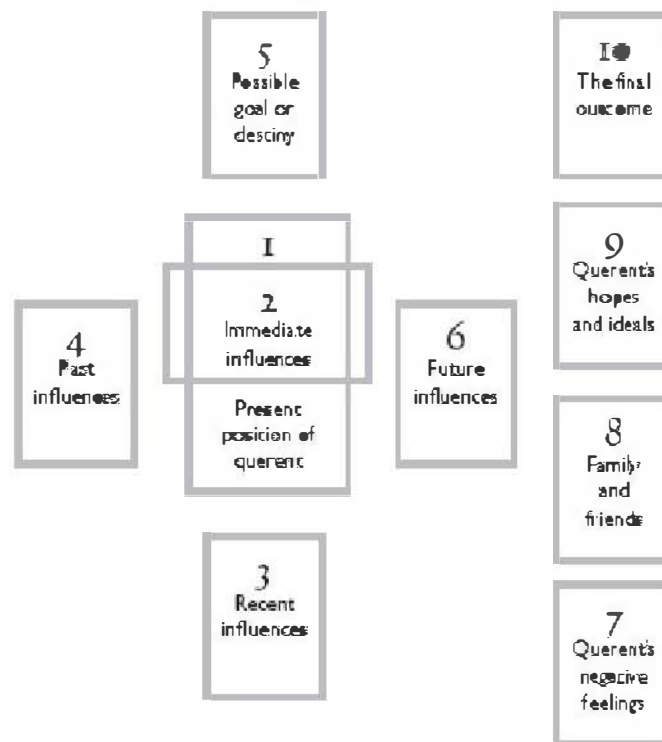 5
Possible
goal or
destiny
10
The final
outcome
1
2
Immediate
influences
Present
position of
querent
4
Past
influences
6
Future
influences
9
Querent's
hopes
and ideals
8
Family
and
friends
3
Recent
influences
7
Querent's
negative
feelings